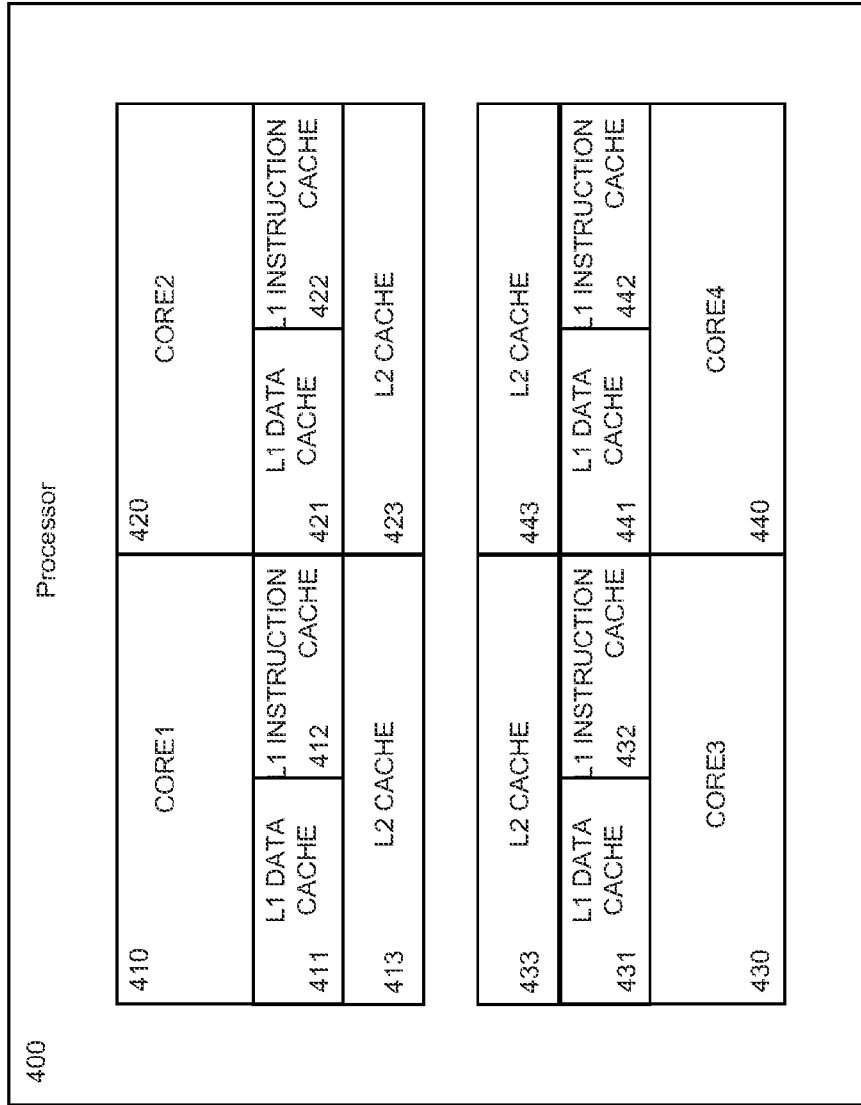 400
Processor
410
CORE1
420
CORE2
411
L1 DATA
CACHE
412
L1 INSTRUCTION
CACHE
421
L1 DATA
CACHE
422
L1 INSTRUCTION
CACHE
413
L2 CACHE
423
L2 CACHE
433
L2 CACHE
443
L2 CACHE
431
L1 DATA
CACHE
432
L1 INSTRUCTION
CACHE
441
L1 DATA
CACHE
442
L1 INSTRUCTION
CACHE
430
CORE3
440
CORE4